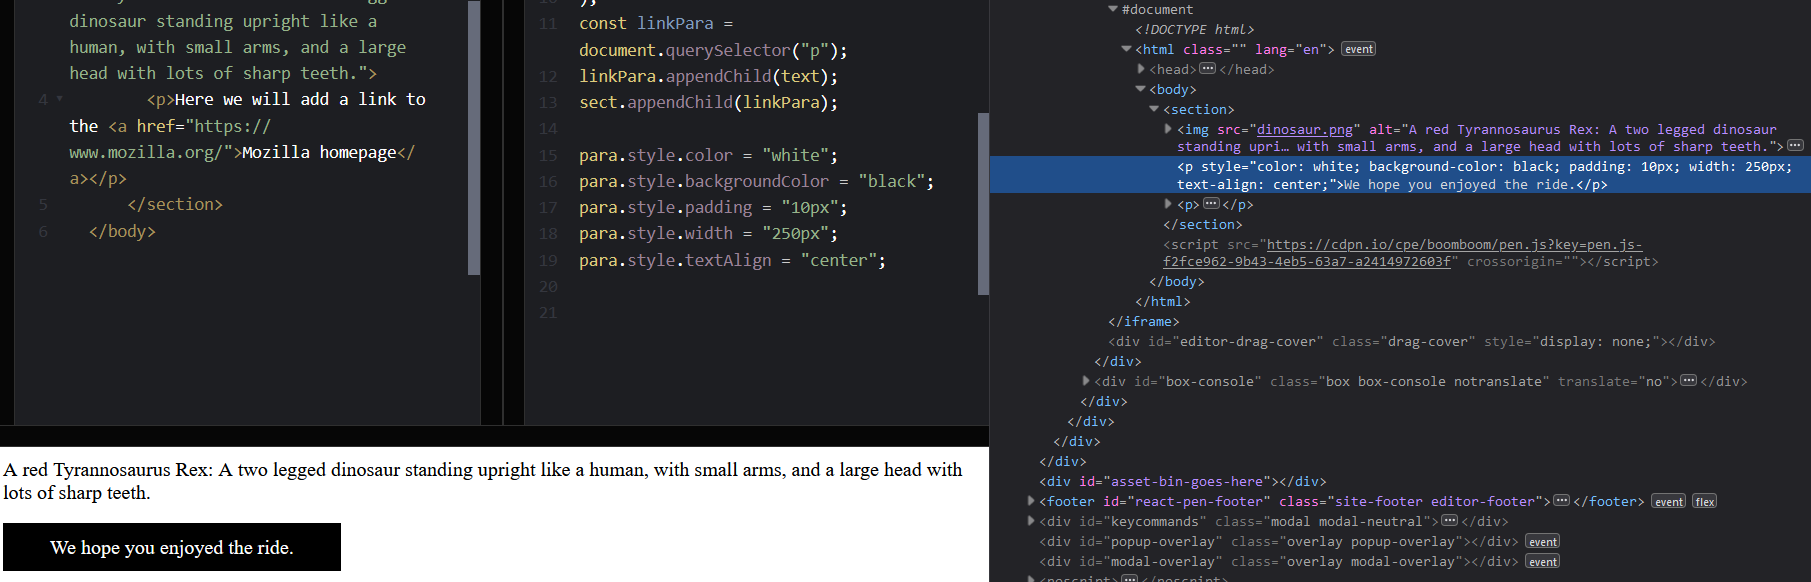 dinosaur standing upright like a
human, with small arms, and a large
head with lots of sharp teeth.">
4 <p>Here we will add a link to
the <a href="https://
www.mozilla.org/">Mozilla homepage</
a></p>
5 </section>
6 </body>
11 const linkPara =
document.querySelector("p");
12 linkPara.appendChild(text);
13 sect.appendChild(linkPara);
14
15 para.style.color = "white";
16 para.style.backgroundColor = "black";
17 para.style.padding = "10px";
18 para.style.width = "250px";
19 para.style.textAlign = "center";
20
21
#document
<!DOCTYPE html>
<html class="" lang="en"> event
<head>···</head>
<body>
<section>
<img src="dinosaur.png" alt="A red Tyrannosaurus Rex: A two legged dinosaur
standing upri… with small arms, and a large head with lots of sharp teeth.">···
<p style="color: white; background-color: black; padding: 10px; width: 250px;
text-align: center;">We hope you enjoyed the ride.</p>
<p>···</p>
</section>
<script src="https://cdpn.io/cpe/boomboom/pen.js?key=pen.js-
f2fce962-9b43-4eb5-63a7-a2414972603f" crossorigin=""></script>
</body>
</html>
</iframe>
<div id="editor-drag-cover" class="drag-cover" style="display: none;"></div>
</div>
<div id="box-console" class="box box-console notranslate" translate="no">···</div>
</div>
</div>
</div>
</div>
<div id="asset-bin-goes-here"></div>
<footer id="react-pen-footer" class="site-footer editor-footer">···</footer> event flex
<div id="keycommands" class="modal modal-neutral">···</div>
<div id="popup-overlay" class="overlay popup-overlay"></div> event
<div id="modal-overlay" class="overlay modal-overlay"></div> event
<noscript>···</noscript>
A red Tyrannosaurus Rex: A two legged dinosaur standing upright like a human, with small arms, and a large head with
lots of sharp teeth.
We hope you enjoyed the ride.